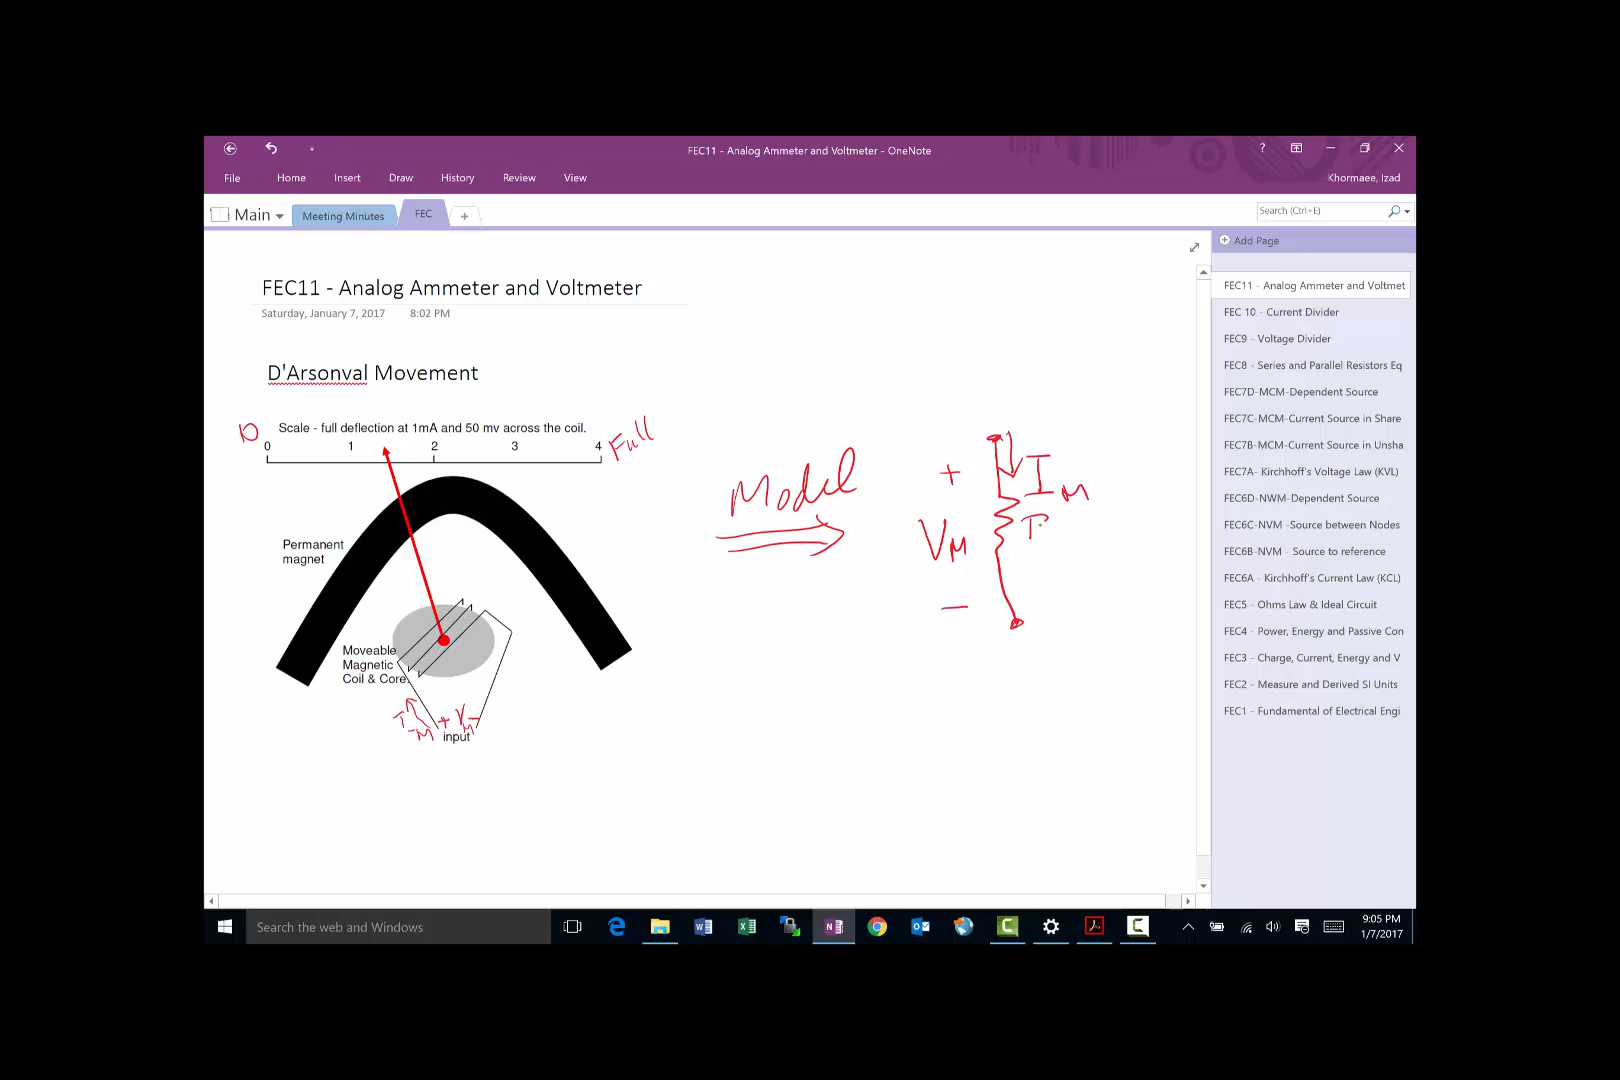 FEC11 - Analog Ammeter and Voltmeter - OneNote
?
File
Home
Insert
Draw
History
Review
View
Khormaee, Izad
Main
Meeting Minutes
FEC
+
Search (Ctrl+E)
Add Page
FEC11 - Analog Ammeter and Voltmeter
Saturday, January 7, 2017
8:02 PM
D'Arsonval Movement
Scale - full deflection at 1mA and 50 mv across the coil.
0
0 1 2 3 4
Full
Permanent
magnet
Moveable
Magnetic
Coil & Core.
IM + VM -
input
Model
+
IM
VM
-
FEC11 - Analog Ammeter and Voltmet
FEC 10 - Current Divider
FEC9 - Voltage Divider
FEC8 - Series and Parallel Resistors Eq
FEC7D-MCM-Dependent Source
FEC7C-MCM-Current Source in Share
FEC7B-MCM-Current Source in Unsha
FEC7A- Kirchhoff's Voltage Law (KVL)
FEC6D-NWM-Dependent Source
FEC6C-NVM -Source between Nodes
FEC6B-NVM - Source to reference
FEC6A - Kirchhoff's Current Law (KCL)
FEC5 - Ohms Law & Ideal Circuit
FEC4 - Power, Energy and Passive Con
FEC3 - Charge, Current, Energy and V
FEC2 - Measure and Derived SI Units
FEC1 - Fundamental of Electrical Engi
Search the web and Windows
9:05 PM
1/7/2017